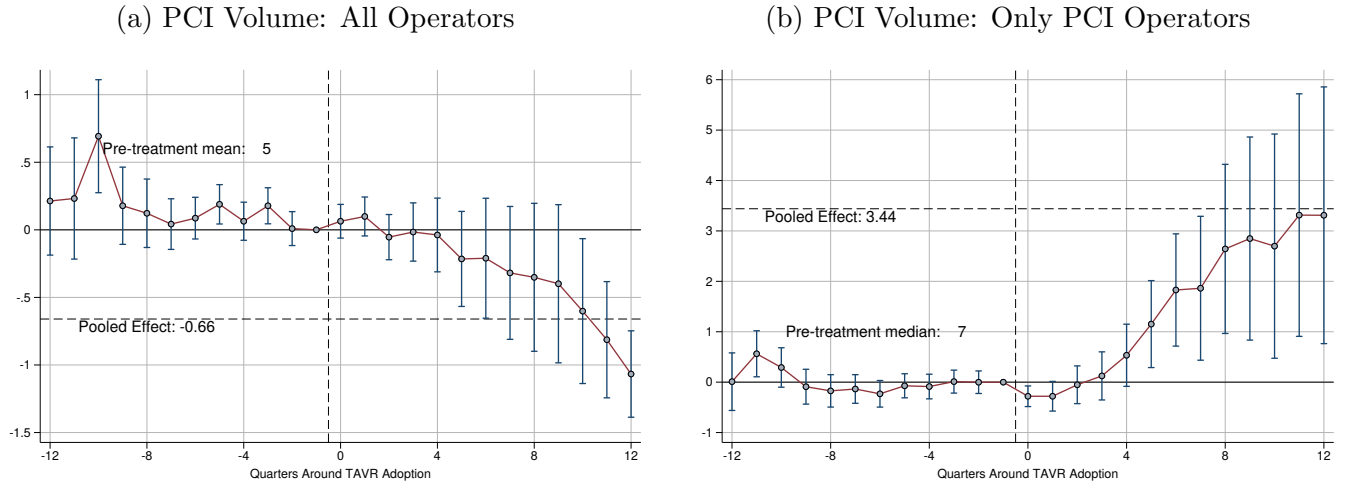 (a) PCI Volume: All Operators
1
.5
0
-.5
-1
-1.5
Pre-treatment mean: 5
Pooled Effect: -0.66
-12 -8 -4 0 4 8 12
Quarters Around TAVR Adoption
(b) PCI Volume: Only PCI Operators
6
5
4
3
2
1
0
-1
Pooled Effect: 3.44
Pre-treatment median: 7
-12 -8 -4 0 4 8 12
Quarters Around TAVR Adoption